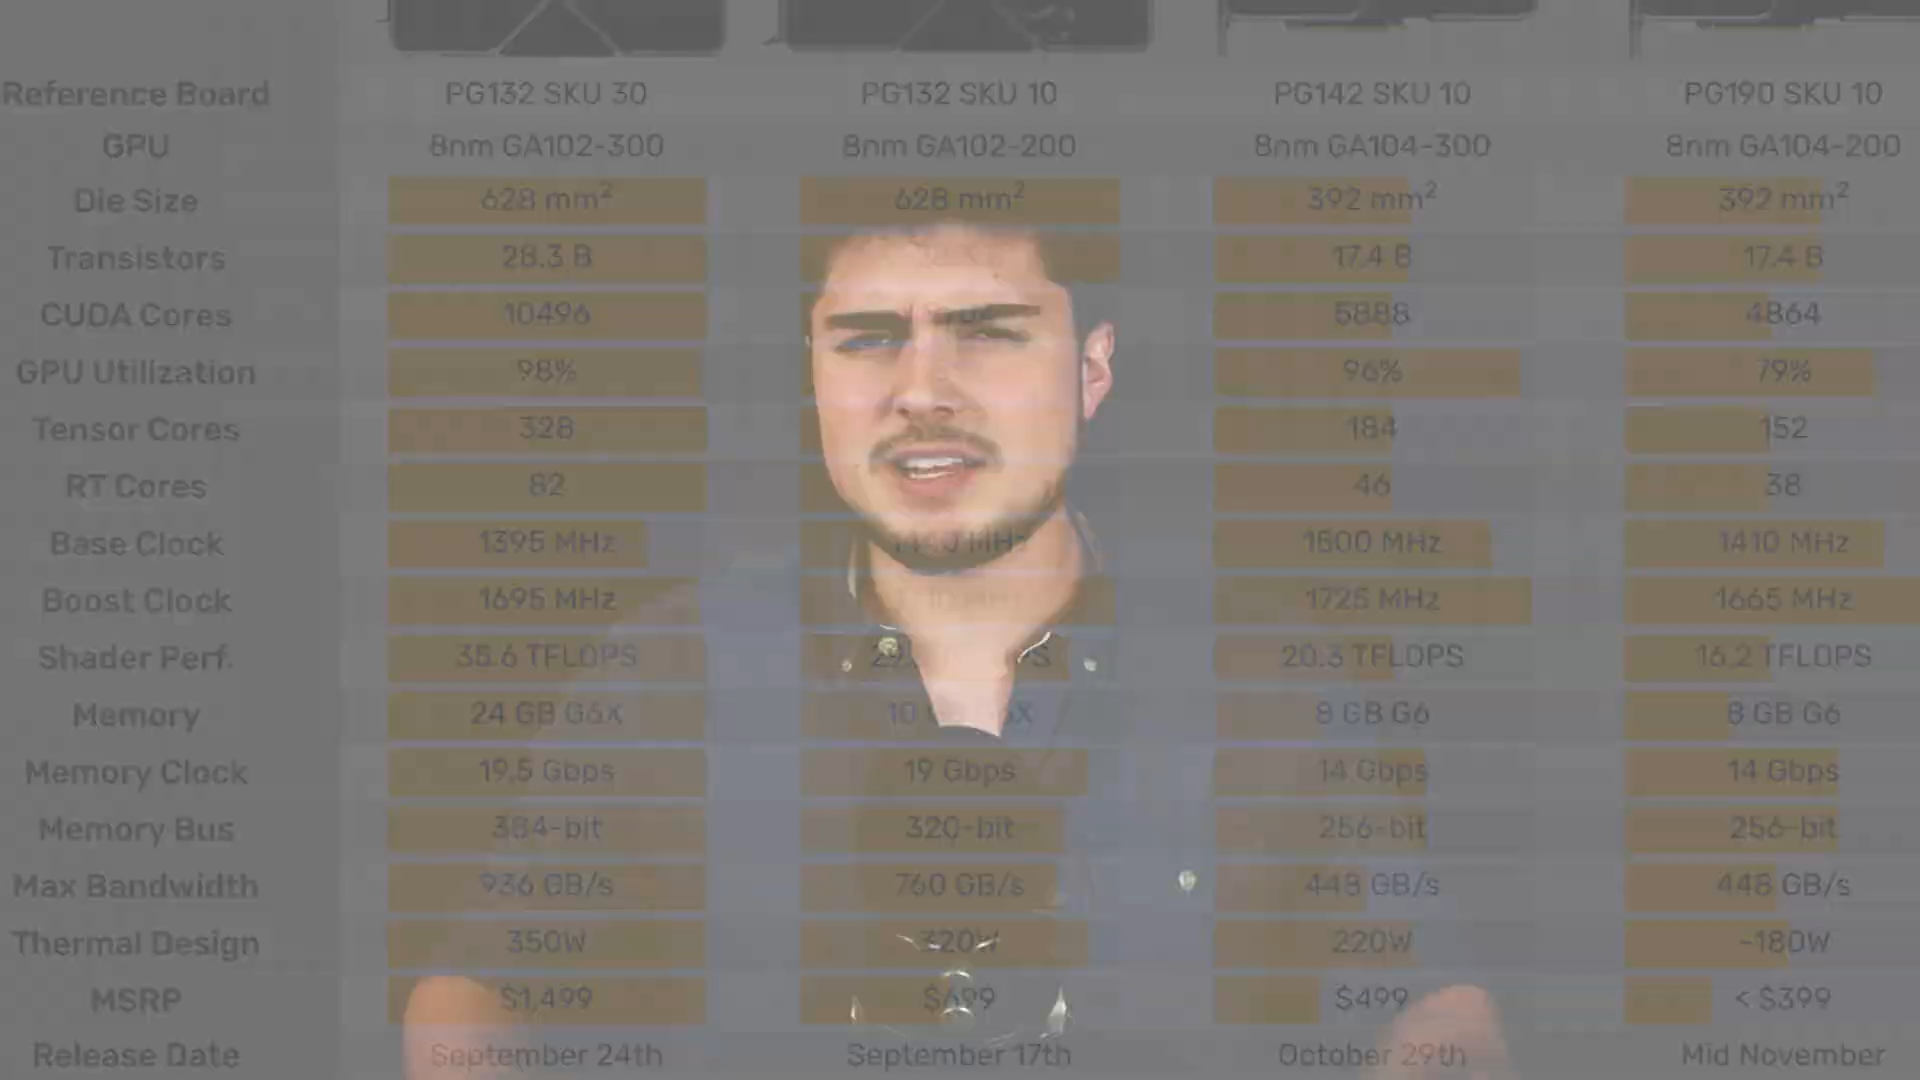 Reference Board PG132 SKU 30 PG132 SKU 10 PG142 SKU 10 PG190 SKU 10
GPU 8nm GA102-300 8nm GA102-200 8nm GA104-300 8nm GA104-200
Die Size 628 mm² 628 mm² 392 mm² 392 mm²
Transistors 28.3 B 17.4 B 17.4 B
CUDA Cores 10496 5888 4864
GPU Utilization 98% 96% 79%
Tensor Cores 328 184 152
RT Cores 82 46 38
Base Clock 1395 MHz MHz 1500 MHz 1410 MHz
Boost Clock 1695 MHz 1725 MHz 1665 MHz
Shader Perf. 35.6 TFLOPS 20.3 TFLOPS 16.2 TFLOPS
Memory 24 GB G6X 10 8 GB G6 8 GB G6
Memory Clock 19.5 Gbps 19 Gbps 14 Gbps 14 Gbps
Memory Bus 384-bit 320-bit 256-bit 256-bit
Max Bandwidth 936 GB/s 760 GB/s 448 GB/s 448 GB/s
Thermal Design 350W 320W 220W ~180W
MSRP $1,499 $699 $499 < $399
Release Date September 24th September 17th October 29th Mid November